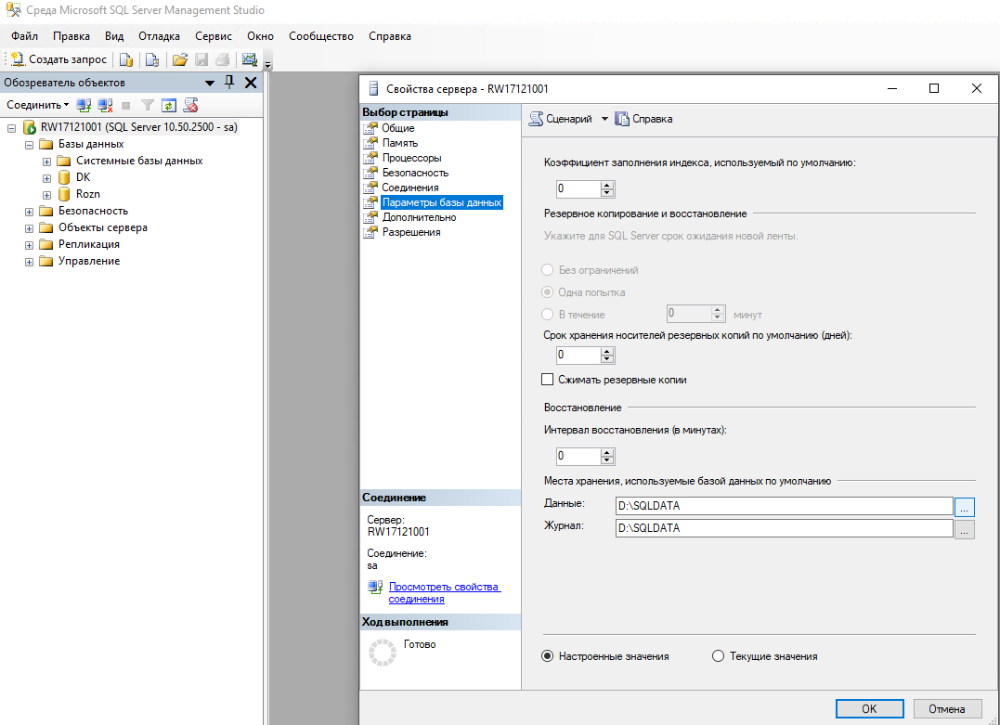 Среда Microsoft SQL Server Management Studio
Файл Правка Вид Отладка Сервис Окно Сообщество Справка
Создать запрос
Обозреватель объектов
Соединить
RW17121001 (SQL Server 10.50.2500 - sa)
Базы данных
Системные базы данных
DK
Rozn
Безопасность
Объекты сервера
Репликация
Управление
Свойства сервера - RW17121001
Выбор страницы
Общие
Память
Процессоры
Безопасность
Соединения
Параметры базы данных
Дополнительно
Разрешения
Соединение
Сервер:
RW17121001
Соединение:
sa
Просмотреть свойства
соединения
Ход выполнения
Готово
Сценарий Справка
Коэффициент заполнения индекса, используемый по умолчанию:
0
Резервное копирование и восстановление
Укажите для SQL Server срок ожидания новой ленты.
Без ограничений
Одна попытка
В течение 0 минут
Срок хранения носителей резервных копий по умолчанию (дней):
0
Сжимать резервные копии
Восстановление
Интервал восстановления (в минутах):
0
Места хранения, используемые базой данных по умолчанию
Данные: D:\SQLDATA ...
Журнал: D:\SQLDATA ...
Настроенные значения Текущие значения
OK Отмена